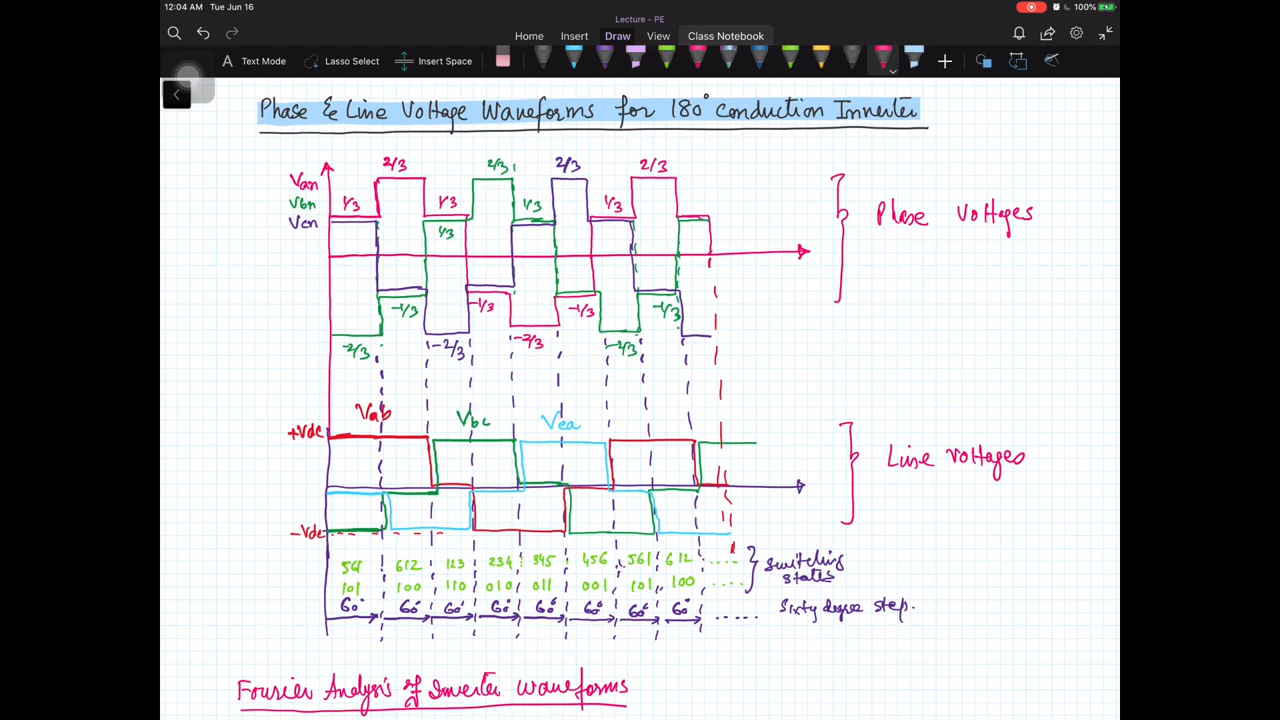 12:04 AM Tue Jun 16
100%
Lecture - PE
Home Insert Draw View Class Notebook
Text Mode Lasso Select Insert Space
Phase & Line Voltage Waveforms for 180° conduction Inverter
2/3 2/3 2/3 2/3
Van
Vbn 1/3 1/3 1/3 1/3
Vcn 1/3
Phase Voltages
-1/3 -1/3 -1/3 -1/3
-2/3 -2/3 -2/3 -2/3
Vab Vbc Vca
+Vdc
Line Voltages
-Vdc
561 612 123 234 345 456 561 612 ....
101 100 110 010 011 001 101 100 ....
Switching
states
60° 60° 60° 60° 60° 60° 60° 60° ..... Sixty degree step.
Fourier Analysis of Inverter Waveforms